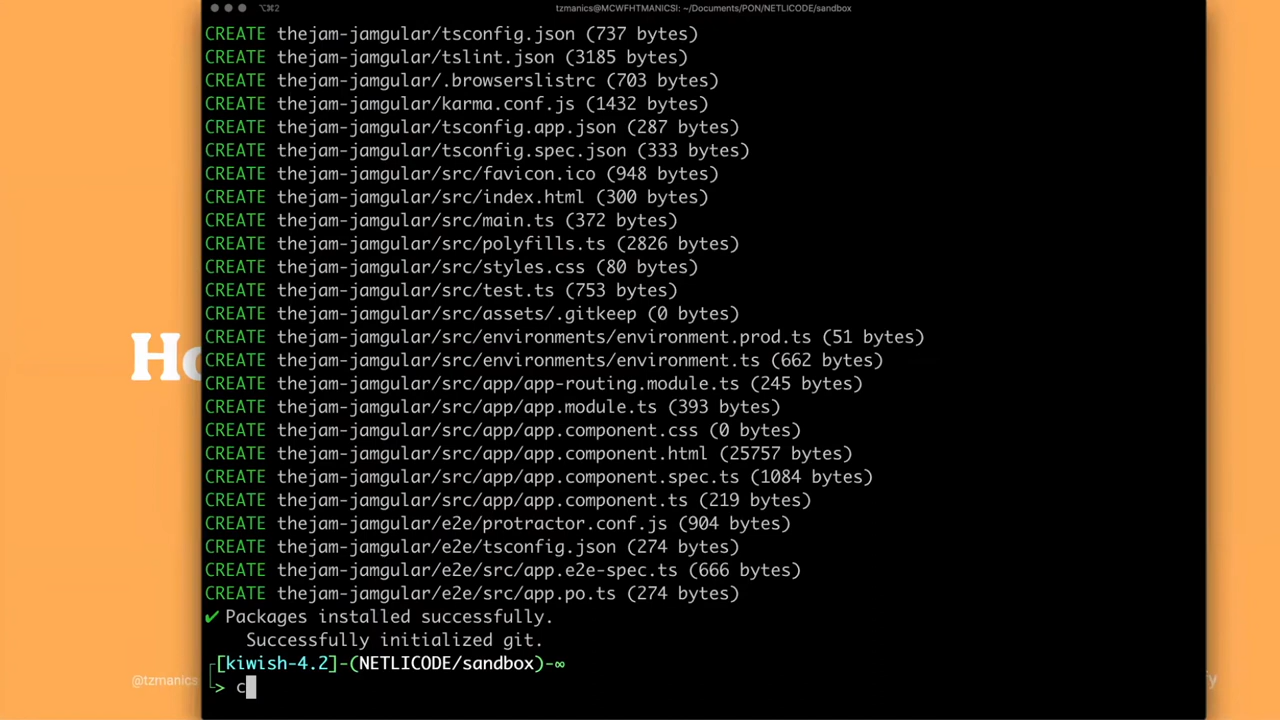 ⌥⌘2
tzmanics@MCWFHTMANICSI: ~/Documents/PON/NETLICODE/sandbox
CREATE thejam-jamgular/tsconfig.json (737 bytes)
CREATE thejam-jamgular/tslint.json (3185 bytes)
CREATE thejam-jamgular/.browserslistrc (703 bytes)
CREATE thejam-jamgular/karma.conf.js (1432 bytes)
CREATE thejam-jamgular/tsconfig.app.json (287 bytes)
CREATE thejam-jamgular/tsconfig.spec.json (333 bytes)
CREATE thejam-jamgular/src/favicon.ico (948 bytes)
CREATE thejam-jamgular/src/index.html (300 bytes)
CREATE thejam-jamgular/src/main.ts (372 bytes)
CREATE thejam-jamgular/src/polyfills.ts (2826 bytes)
CREATE thejam-jamgular/src/styles.css (80 bytes)
CREATE thejam-jamgular/src/test.ts (753 bytes)
CREATE thejam-jamgular/src/assets/.gitkeep (0 bytes)
CREATE thejam-jamgular/src/environments/environment.prod.ts (51 bytes)
CREATE thejam-jamgular/src/environments/environment.ts (662 bytes)
CREATE thejam-jamgular/src/app/app-routing.module.ts (245 bytes)
CREATE thejam-jamgular/src/app/app.module.ts (393 bytes)
CREATE thejam-jamgular/src/app/app.component.css (0 bytes)
CREATE thejam-jamgular/src/app/app.component.html (25757 bytes)
CREATE thejam-jamgular/src/app/app.component.spec.ts (1084 bytes)
CREATE thejam-jamgular/src/app/app.component.ts (219 bytes)
CREATE thejam-jamgular/e2e/protractor.conf.js (904 bytes)
CREATE thejam-jamgular/e2e/tsconfig.json (274 bytes)
CREATE thejam-jamgular/e2e/src/app.e2e-spec.ts (666 bytes)
CREATE thejam-jamgular/e2e/src/app.po.ts (274 bytes)
✔ Packages installed successfully.
Successfully initialized git.
┌[kiwish-4.2]-(NETLICODE/sandbox)-∞
└> c
Ho
@tzmanics